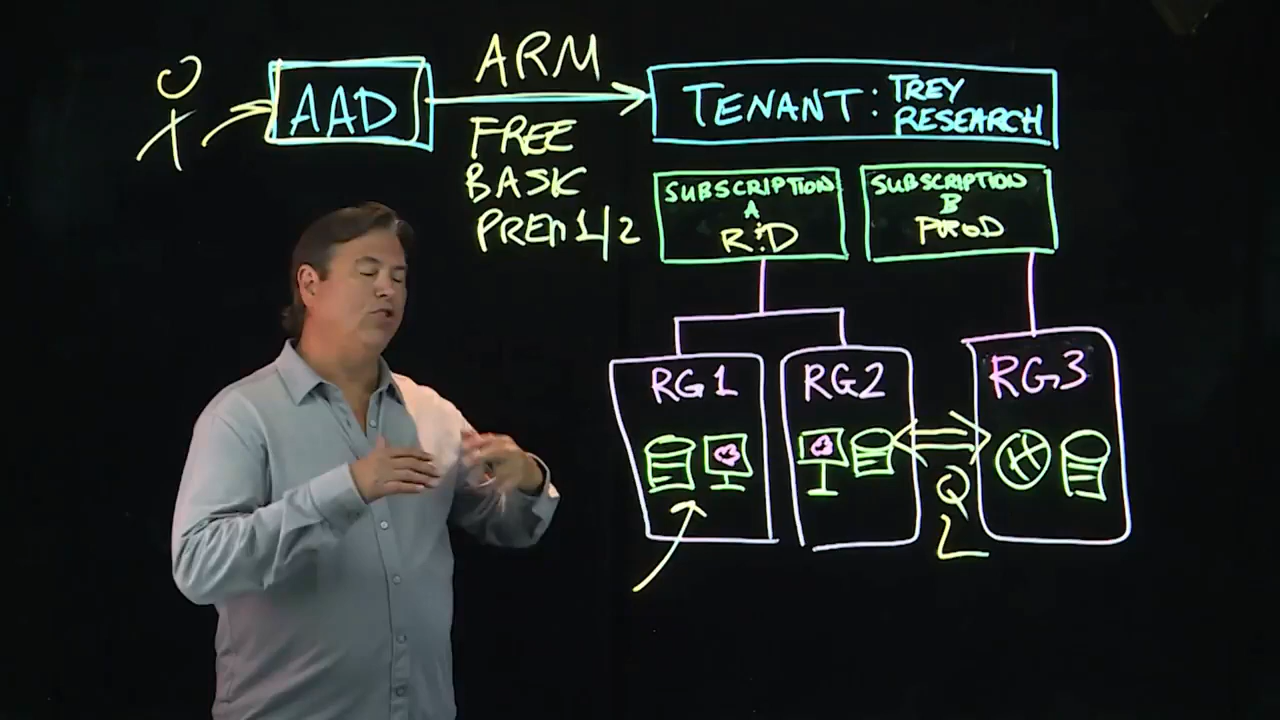 AAD
ARM
FREE
BASIC
PREM 1/2
TENANT: TREY
RESEARCH
SUBSCRIPTION
A
R&D
SUBSCRIPTION
B
PROD
RG1
RG2
RG3
Q
L